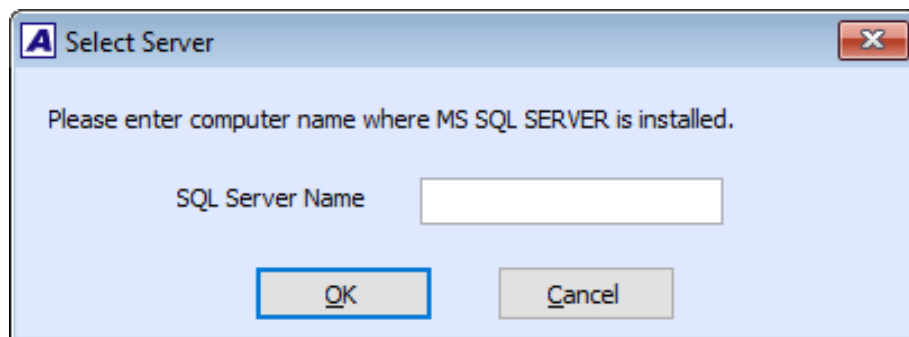 A Select Server
Please enter computer name where MS SQL SERVER is installed.
SQL Server Name
OK Cancel